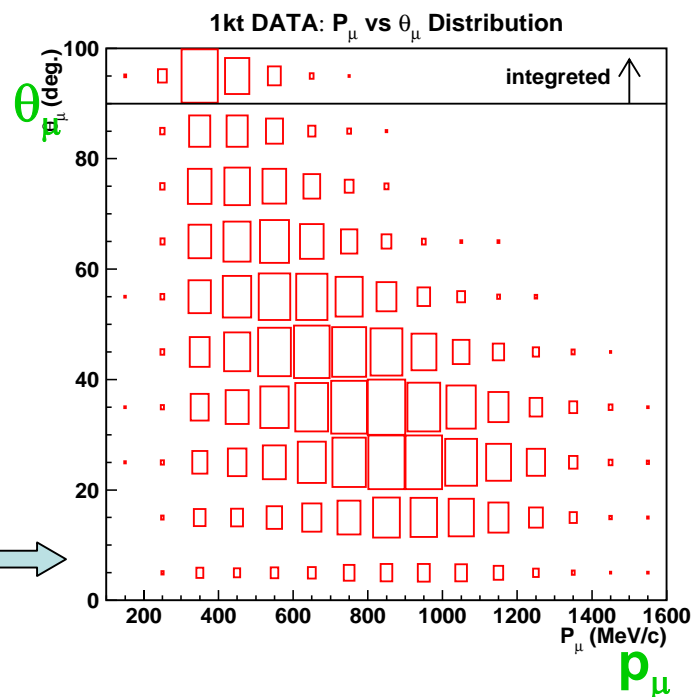 1kt DATA: Pμ vs θμ Distribution
100
80
60
40
20
0
θμ (deg.)
θμ
integreted
200 400 600 800 1000 1200 1400 1600
Pμ (MeV/c)
pμ